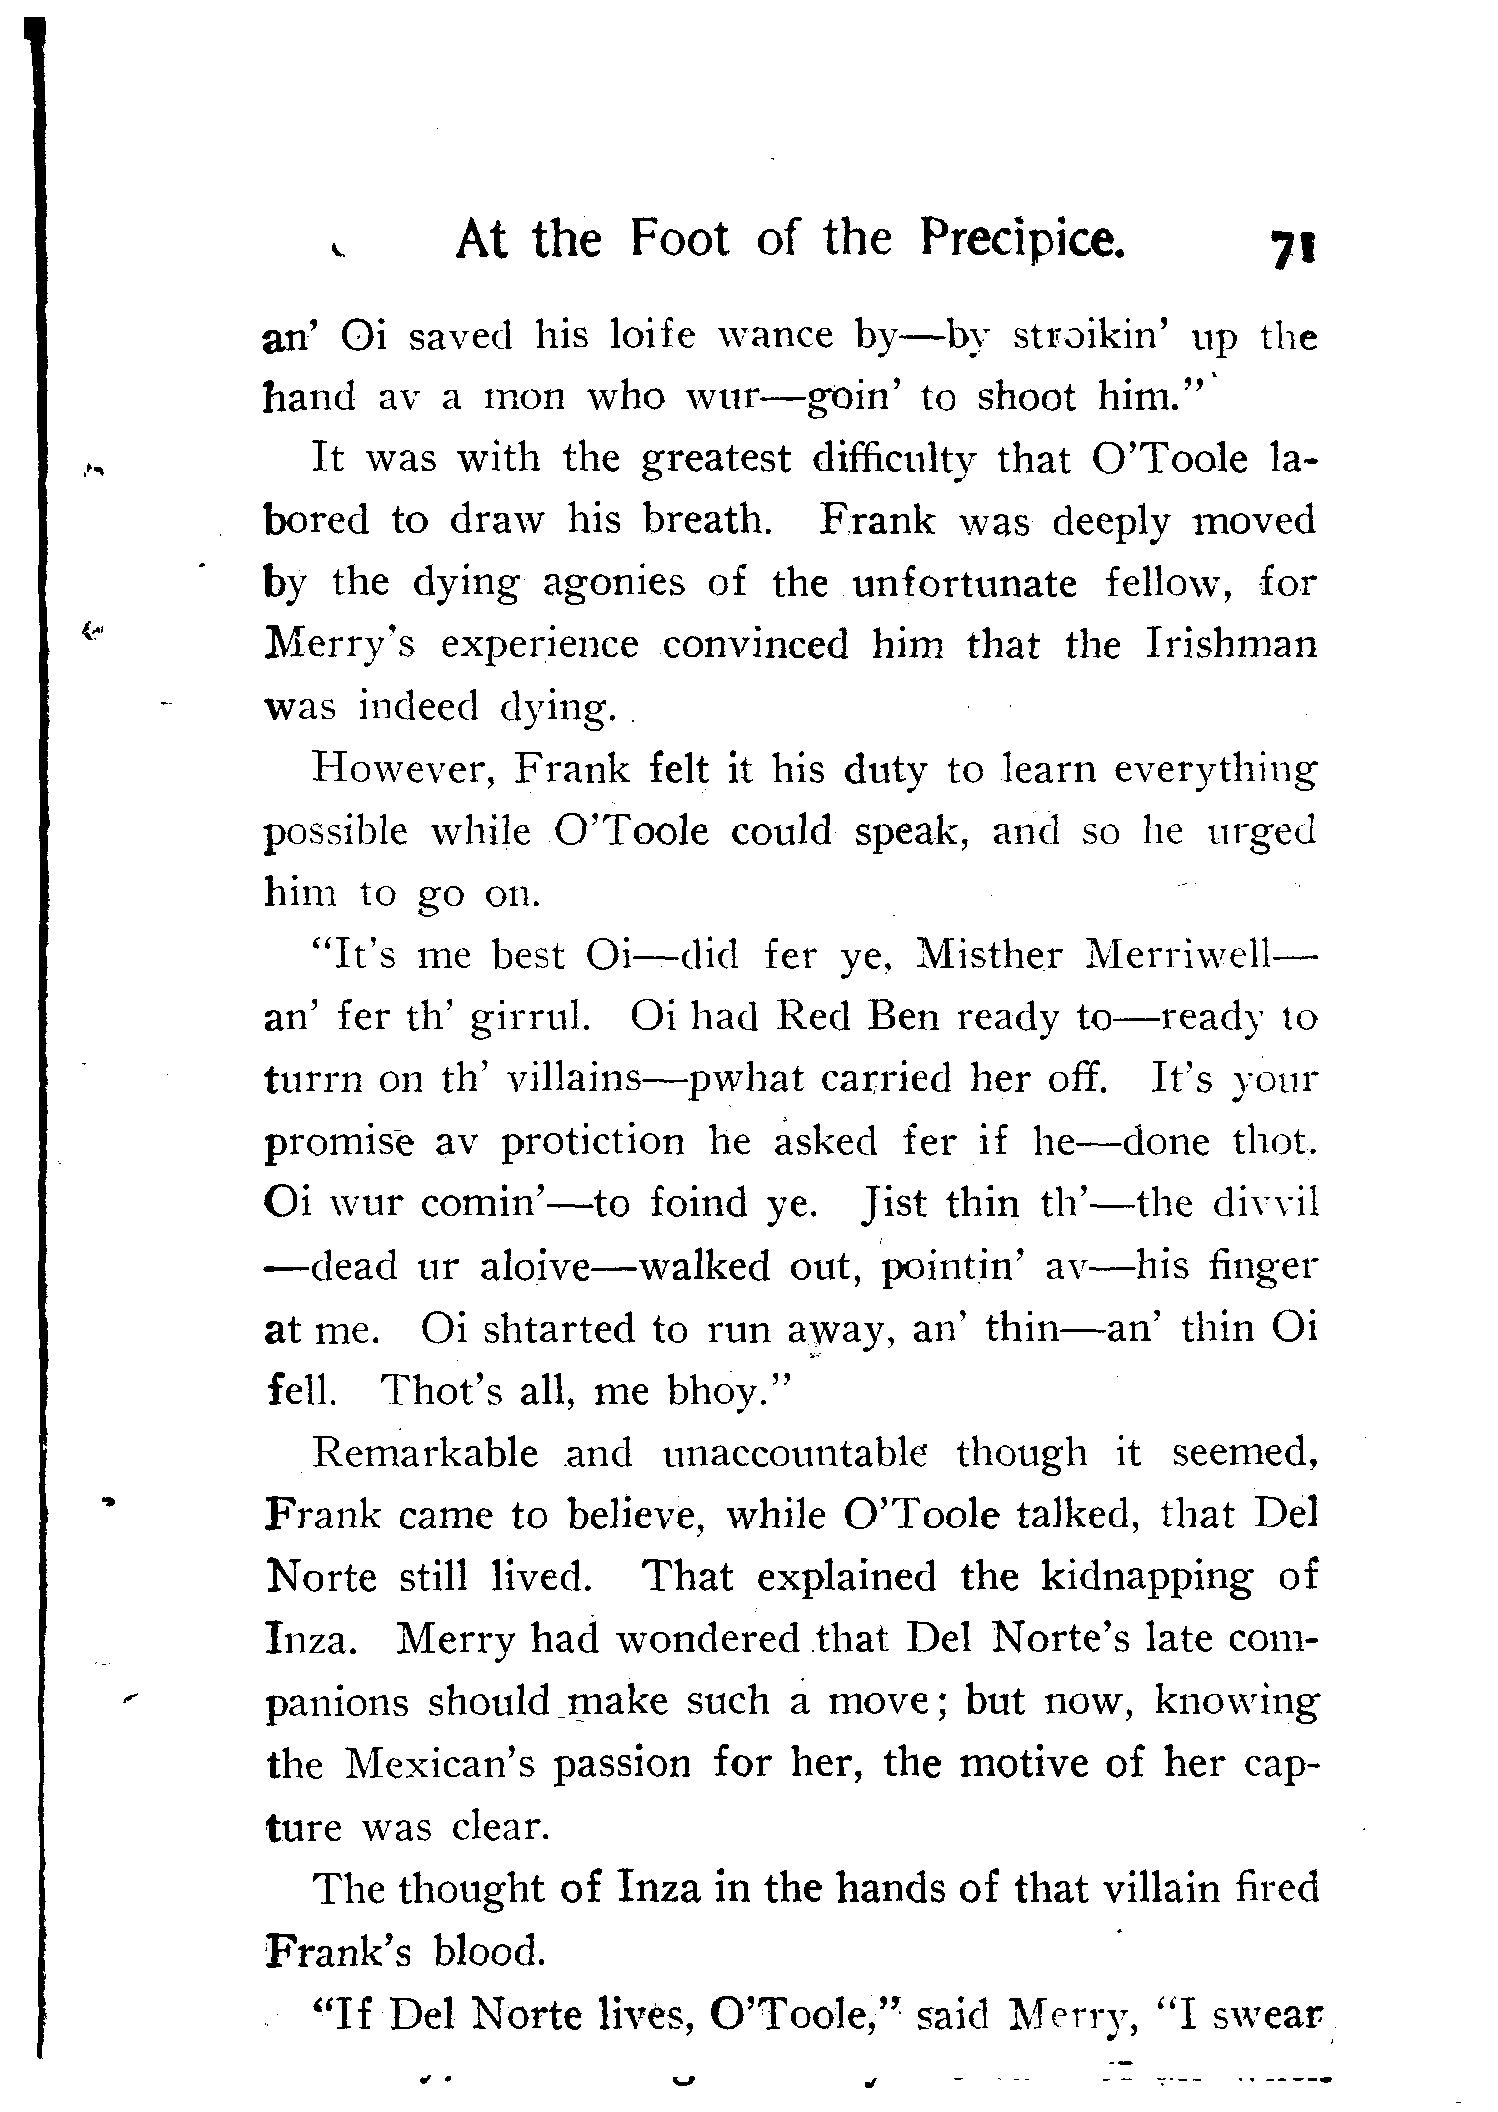 At the Foot of the Precipice. 71
an’ Oi saved his loife wance by—by stroikin’ up the
hand av a mon who wur—goin’ to shoot him.”
It was with the greatest difficulty that O’Toole la-
bored to draw his breath. Frank was deeply moved
by the dying agonies of the unfortunate fellow, for
Merry’s experience convinced him that the Irishman
was indeed dying.
However, Frank felt it his duty to learn everything
possible while O’Toole could speak, and so he urged
him to go on.
“It’s me best Oi—did fer ye, Misther Merriwell—
an’ fer th’ girrul. Oi had Red Ben ready to—ready to
turrn on th’ villains—pwhat carried her off. It’s your
promise av protiction he asked fer if he—done thot.
Oi wur comin’—to foind ye. Jist thin th’—the divvil
—dead ur aloive—walked out, pointin’ av—his finger
at me. Oi shtarted to run away, an’ thin—an’ thin Oi
fell. Thot’s all, me bhoy.”
Remarkable and unaccountable though it seemed,
Frank came to believe, while O’Toole talked, that Del
Norte still lived. That explained the kidnapping of
Inza. Merry had wondered that Del Norte’s late com-
panions should make such a move; but now, knowing
the Mexican’s passion for her, the motive of her cap-
ture was clear.
The thought of Inza in the hands of that villain fired
Frank’s blood.
“If Del Norte lives, O’Toole,” said Merry, “I swear